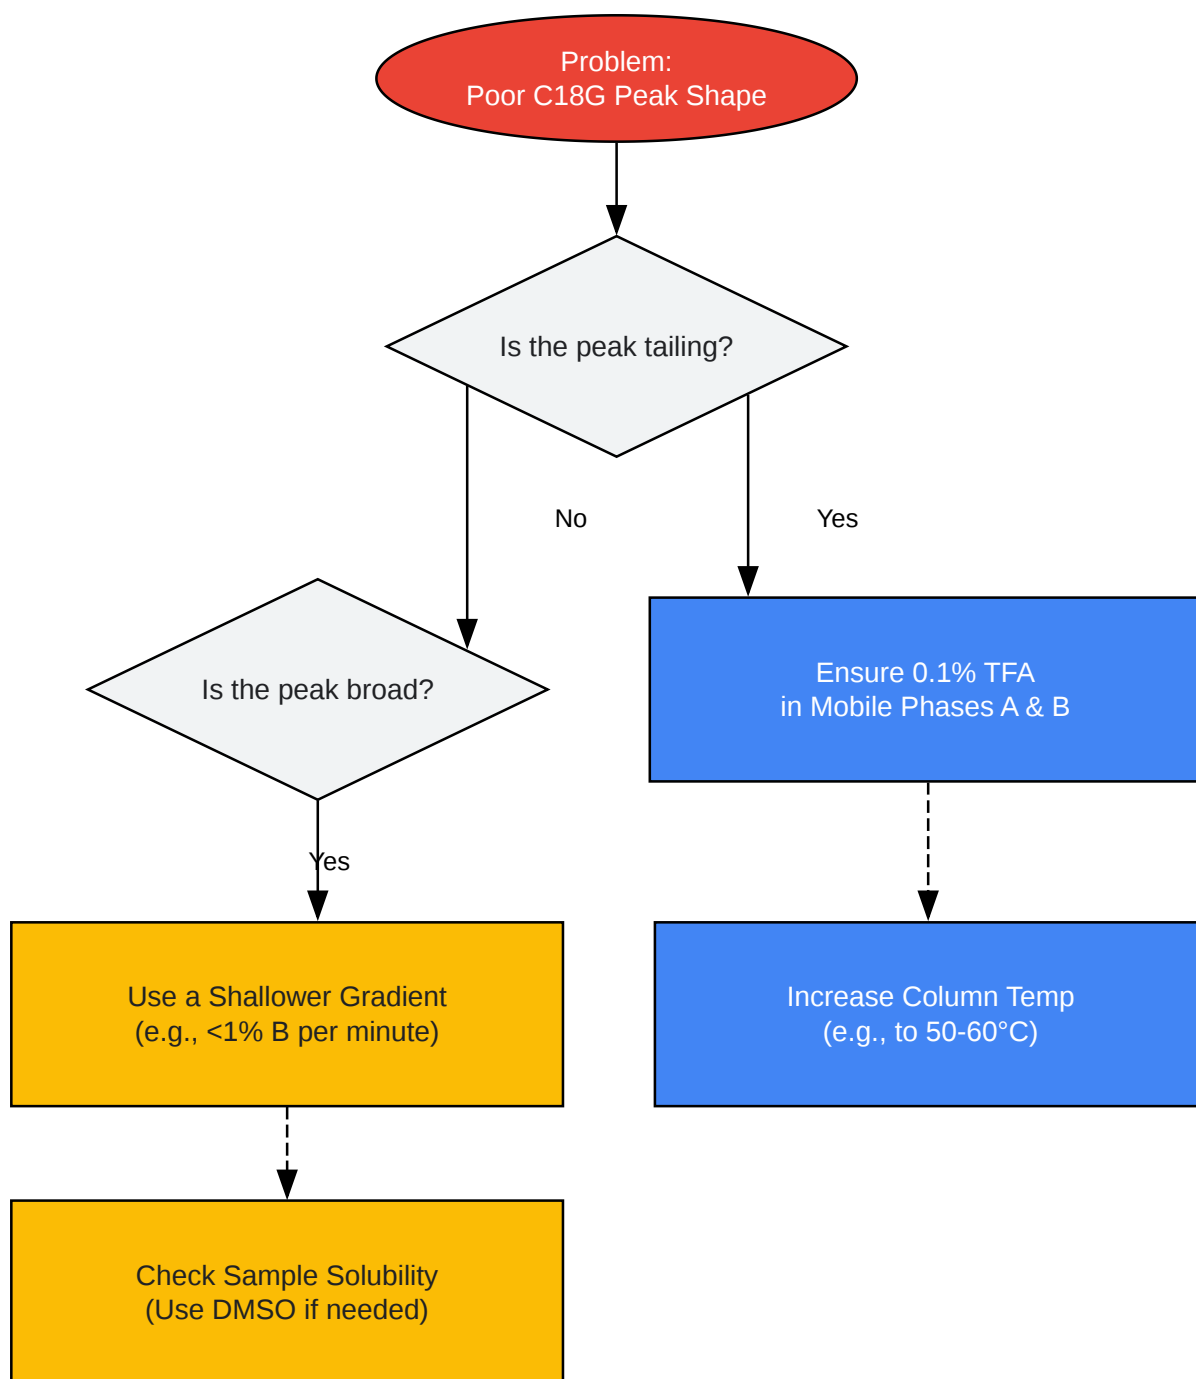 Problem:
Poor C18G Peak Shape
Is the peak tailing?
No
Yes
Is the peak broad?
Ensure 0.1% TFA
in Mobile Phases A & B
Yes
Use a Shallower Gradient
(e.g., <1% B per minute)
Increase Column Temp
(e.g., to 50-60°C)
Check Sample Solubility
(Use DMSO if needed)